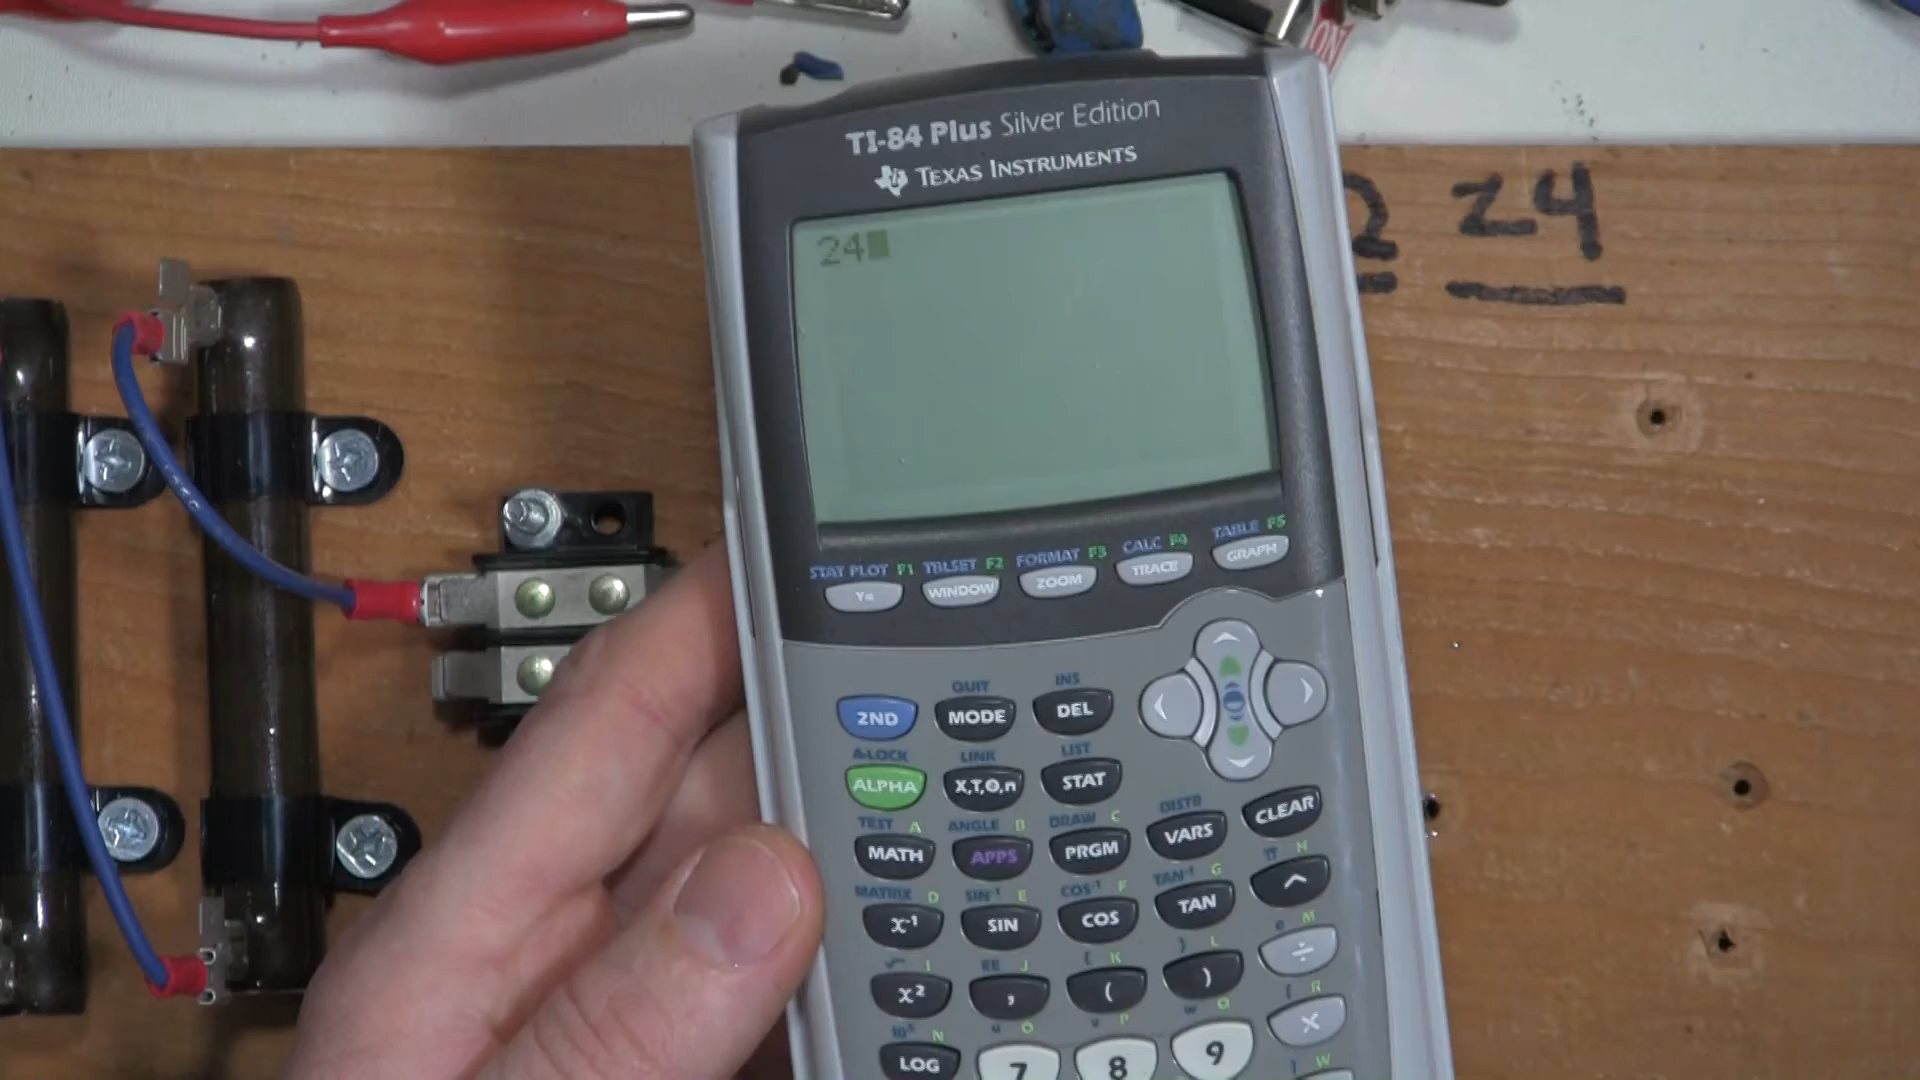 ON
TI-84 Plus Silver Edition
TEXAS INSTRUMENTS
24
2 24
STAT PLOT F1 TBLSET F2 FORMAT F3 CALC F4 TABLE F5
Y= WINDOW ZOOM TRACE GRAPH
QUIT INS
2ND MODE DEL
A-LOCK LINK LIST
ALPHA X,T,Θ,n STAT
TEST A ANGLE B DRAW C DISTR
MATH APPS PRGM VARS CLEAR
MATRIX D SIN⁻¹ E COS⁻¹ F TAN⁻¹ G π H
x⁻¹ SIN COS TAN ^
√ I EE J { K } L e M
x² , ( ) ÷
10ˣ N u O v P w Q [ R
LOG 7 8 9 ×
] W